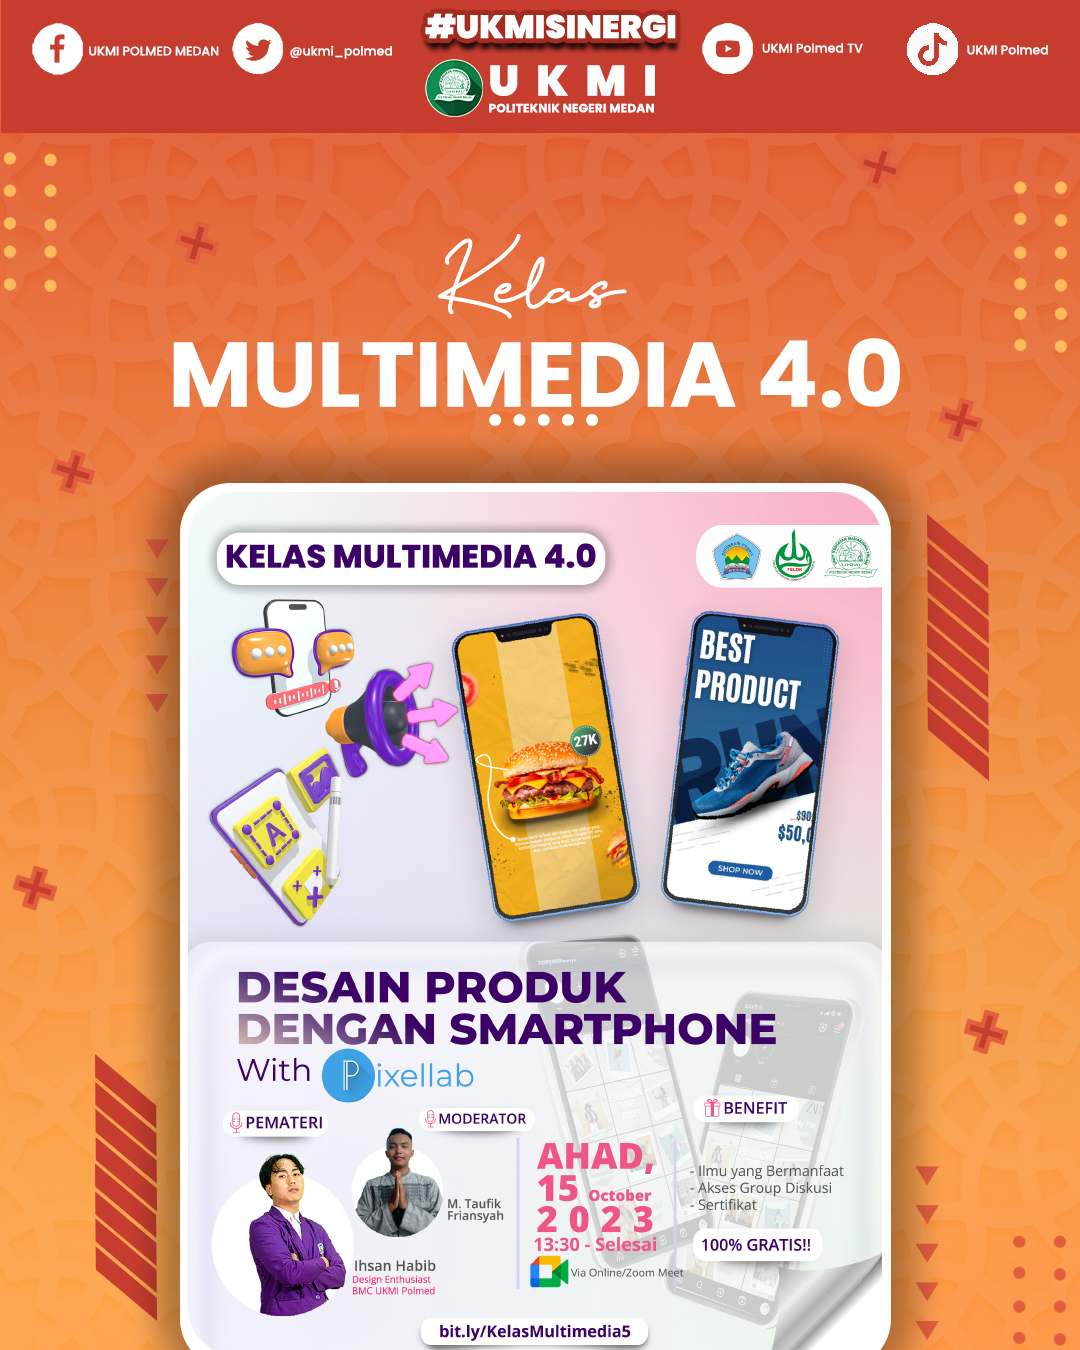 #UKMISINERGI
UKMI POLMED MEDAN
@ukmi_polmed
UKMI
POLITEKNIK NEGERI MEDAN
UKMI Polmed TV
UKMI Polmed
Kelas
MULTIMEDIA 4.0
KELAS MULTIMEDIA 4.0
27K
BEST
PRODUCT
RUN
$90
$50,0
SHOP NOW
A
DESAIN PRODUK
DENGAN SMARTPHONE
With Pixellab
PEMATERI
MODERATOR
BENEFIT
M. Taufik
Friansyah
Ihsan Habib
Design Enthusiast
BMC UKMI Polmed
AHAD,
15 October
2023
13:30 - Selesai
Via Online/Zoom Meet
- Ilmu yang Bermanfaat
- Akses Group Diskusi
- Sertifikat
100% GRATIS!!
bit.ly/KelasMultimedia5